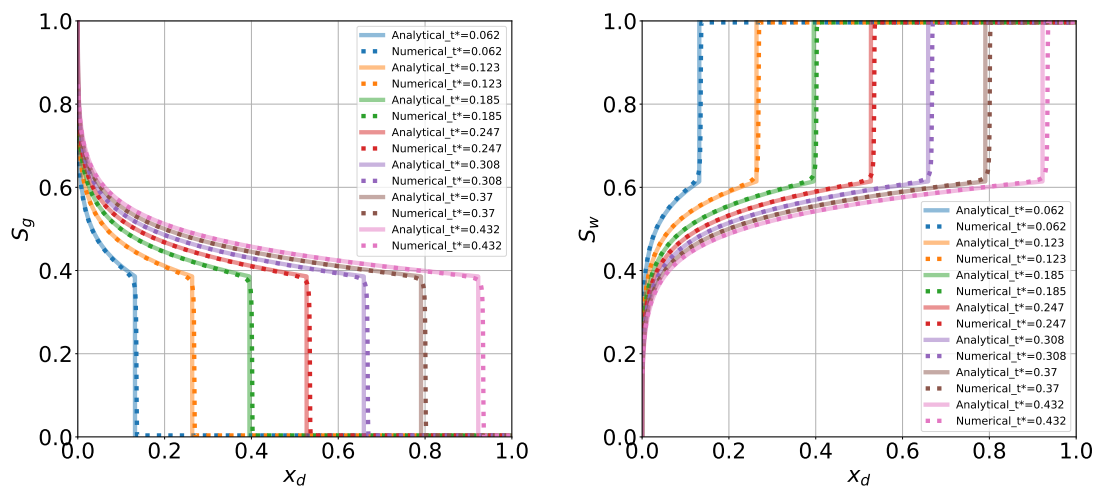 1.0
0.8
0.6
0.4
0.2
0.0
S_g
0.0 0.2 0.4 0.6 0.8 1.0
x_d
Analytical_t*=0.062
Numerical_t*=0.062
Analytical_t*=0.123
Numerical_t*=0.123
Analytical_t*=0.185
Numerical_t*=0.185
Analytical_t*=0.247
Numerical_t*=0.247
Analytical_t*=0.308
Numerical_t*=0.308
Analytical_t*=0.37
Numerical_t*=0.37
Analytical_t*=0.432
Numerical_t*=0.432
1.0
0.8
0.6
0.4
0.2
0.0
S_w
0.0 0.2 0.4 0.6 0.8 1.0
x_d
Analytical_t*=0.062
Numerical_t*=0.062
Analytical_t*=0.123
Numerical_t*=0.123
Analytical_t*=0.185
Numerical_t*=0.185
Analytical_t*=0.247
Numerical_t*=0.247
Analytical_t*=0.308
Numerical_t*=0.308
Analytical_t*=0.37
Numerical_t*=0.37
Analytical_t*=0.432
Numerical_t*=0.432